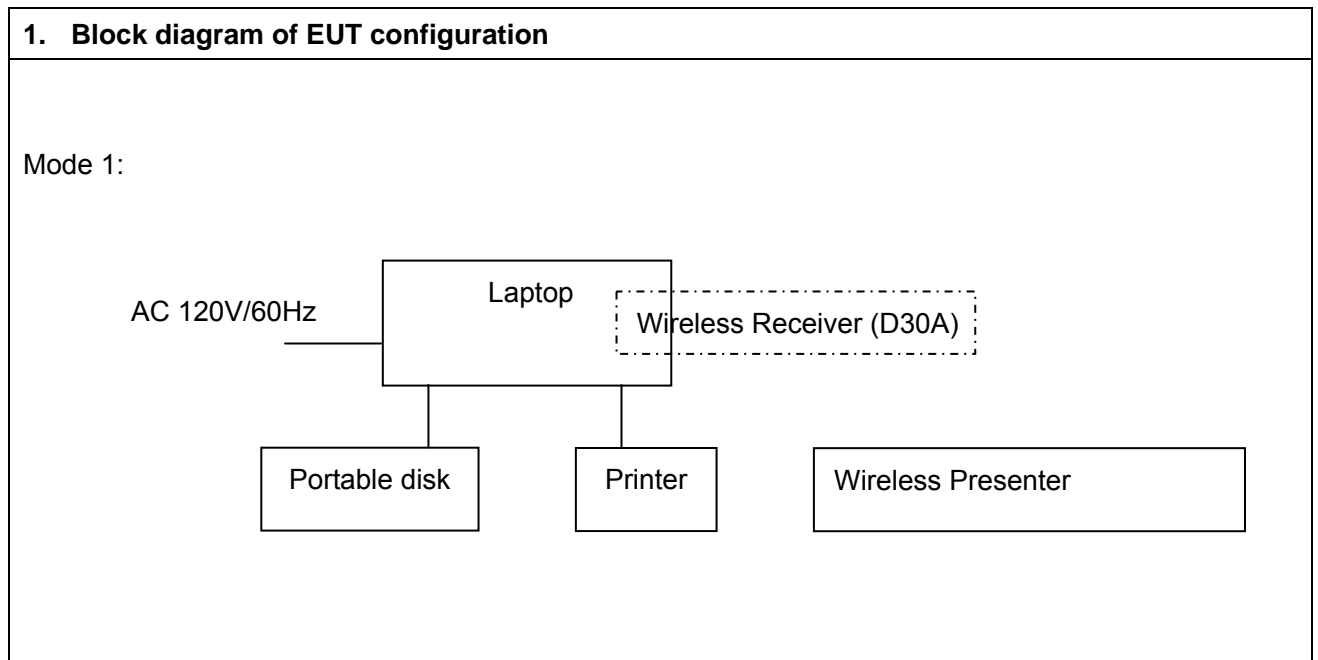 1. Block diagram of EUT configuration
Mode 1:
Laptop
AC 120V/60Hz
Wireless Receiver (D30A)
Portable disk
Printer
Wireless Presenter